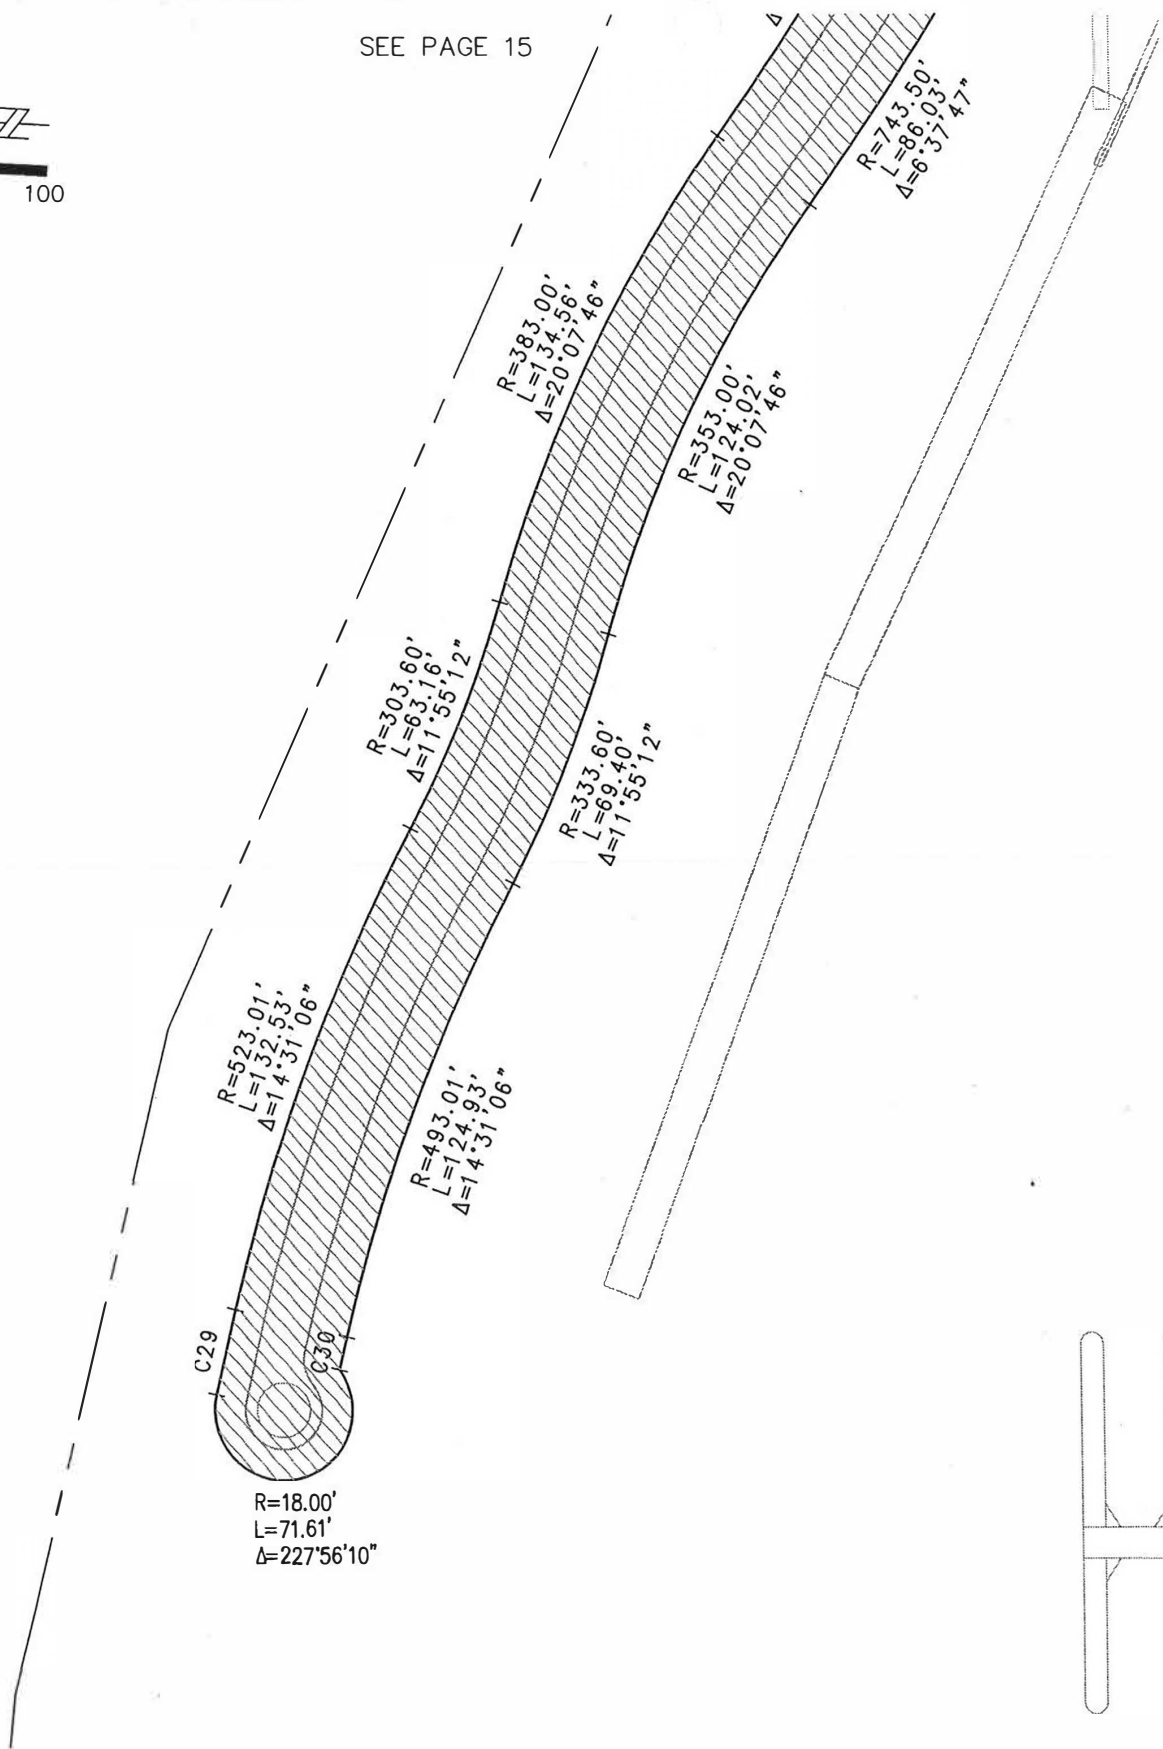 SEE PAGE 15
100
Δ
R=743.50'
L=86.03'
Δ=6°37'47"
R=383.00'
L=134.56'
Δ=20°07'46"
R=353.00'
L=124.02'
Δ=20°07'46"
R=303.60'
L=63.16'
Δ=11°55'12"
R=333.60'
L=69.40'
Δ=11°55'12"
R=523.01'
L=132.53'
Δ=14°31'06"
R=493.01'
L=124.93'
Δ=14°31'06"
C29
C30
R=18.00'
L=71.61'
Δ=227°56'10"